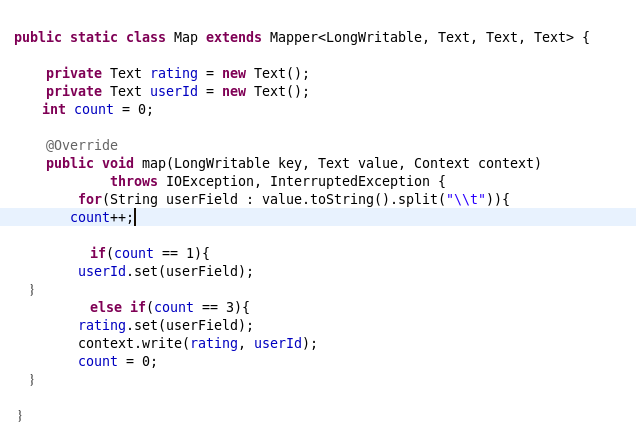 public static class Map extends Mapper<LongWritable, Text, Text, Text> {
private Text rating = new Text();
private Text userId = new Text();
int count = 0;
@Override
public void map(LongWritable key, Text value, Context context)
throws IOException, InterruptedException {
for(String userField : value.toString().split("\\t")){
count++;
if(count == 1){
userId.set(userField);
}
else if(count == 3){
rating.set(userField);
context.write(rating, userId);
count = 0;
}
}